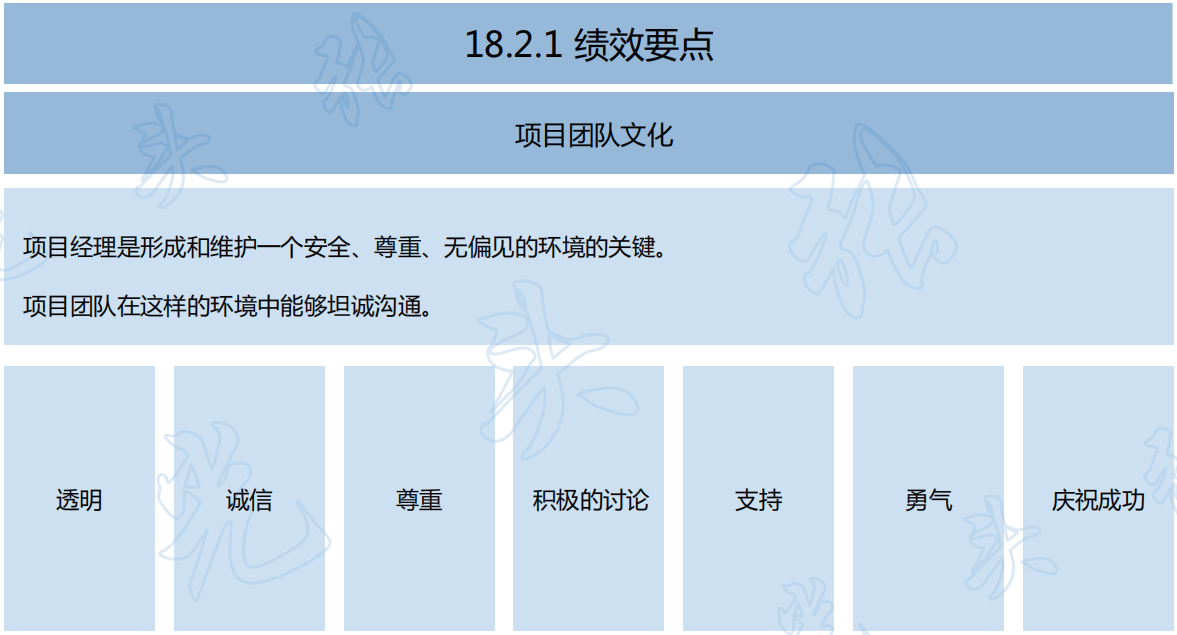 18.2.1 绩效要点
项目团队文化
项目经理是形成和维护一个安全、尊重、无偏见的环境的关键。
项目团队在这样的环境中能够坦诚沟通。
透明
诚信
尊重
积极的讨论
支持
勇气
庆祝成功